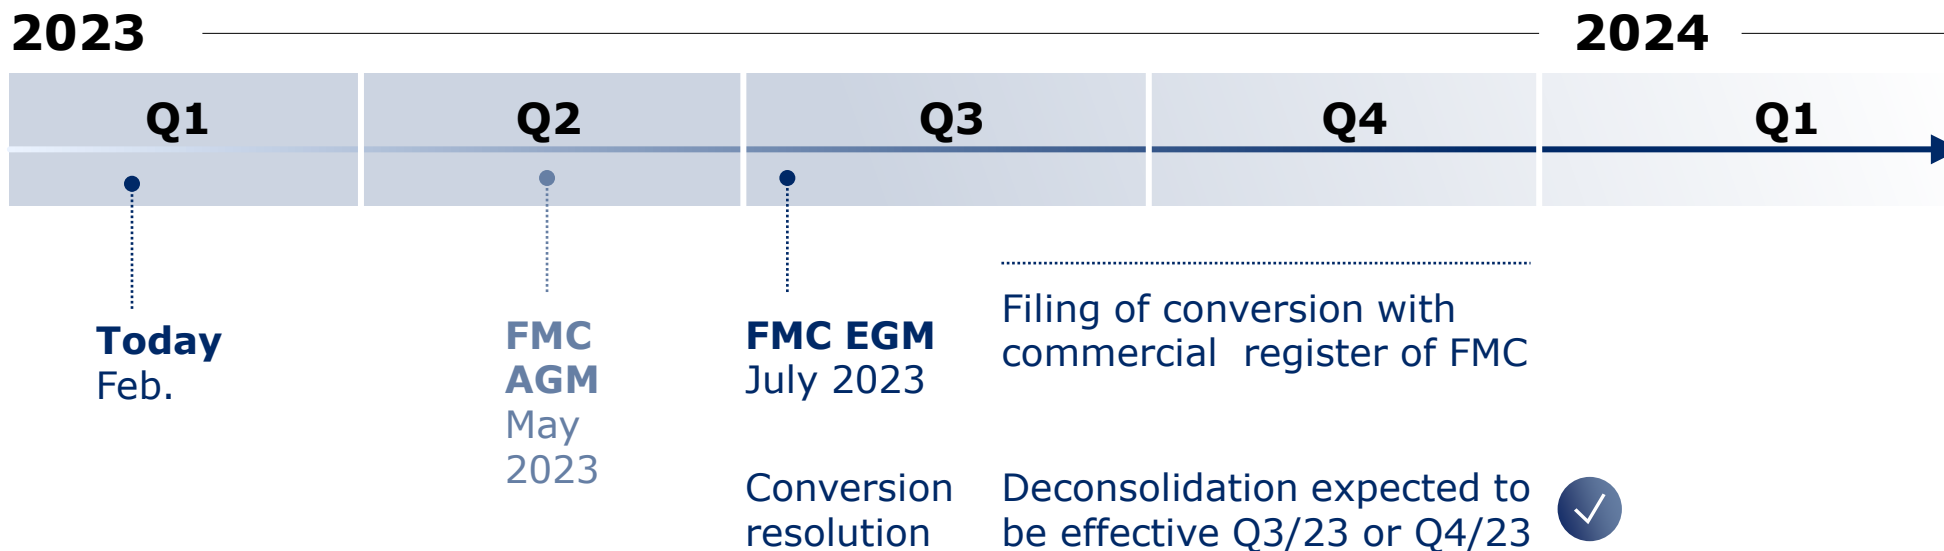 2023
2024
Q1
Q2
Q3
Q4
Q1
Today
Feb.
FMC
AGM
May
2023
FMC EGM
July 2023
Conversion
resolution
Filing of conversion with
commercial register of FMC
Deconsolidation expected to
be effective Q3/23 or Q4/23